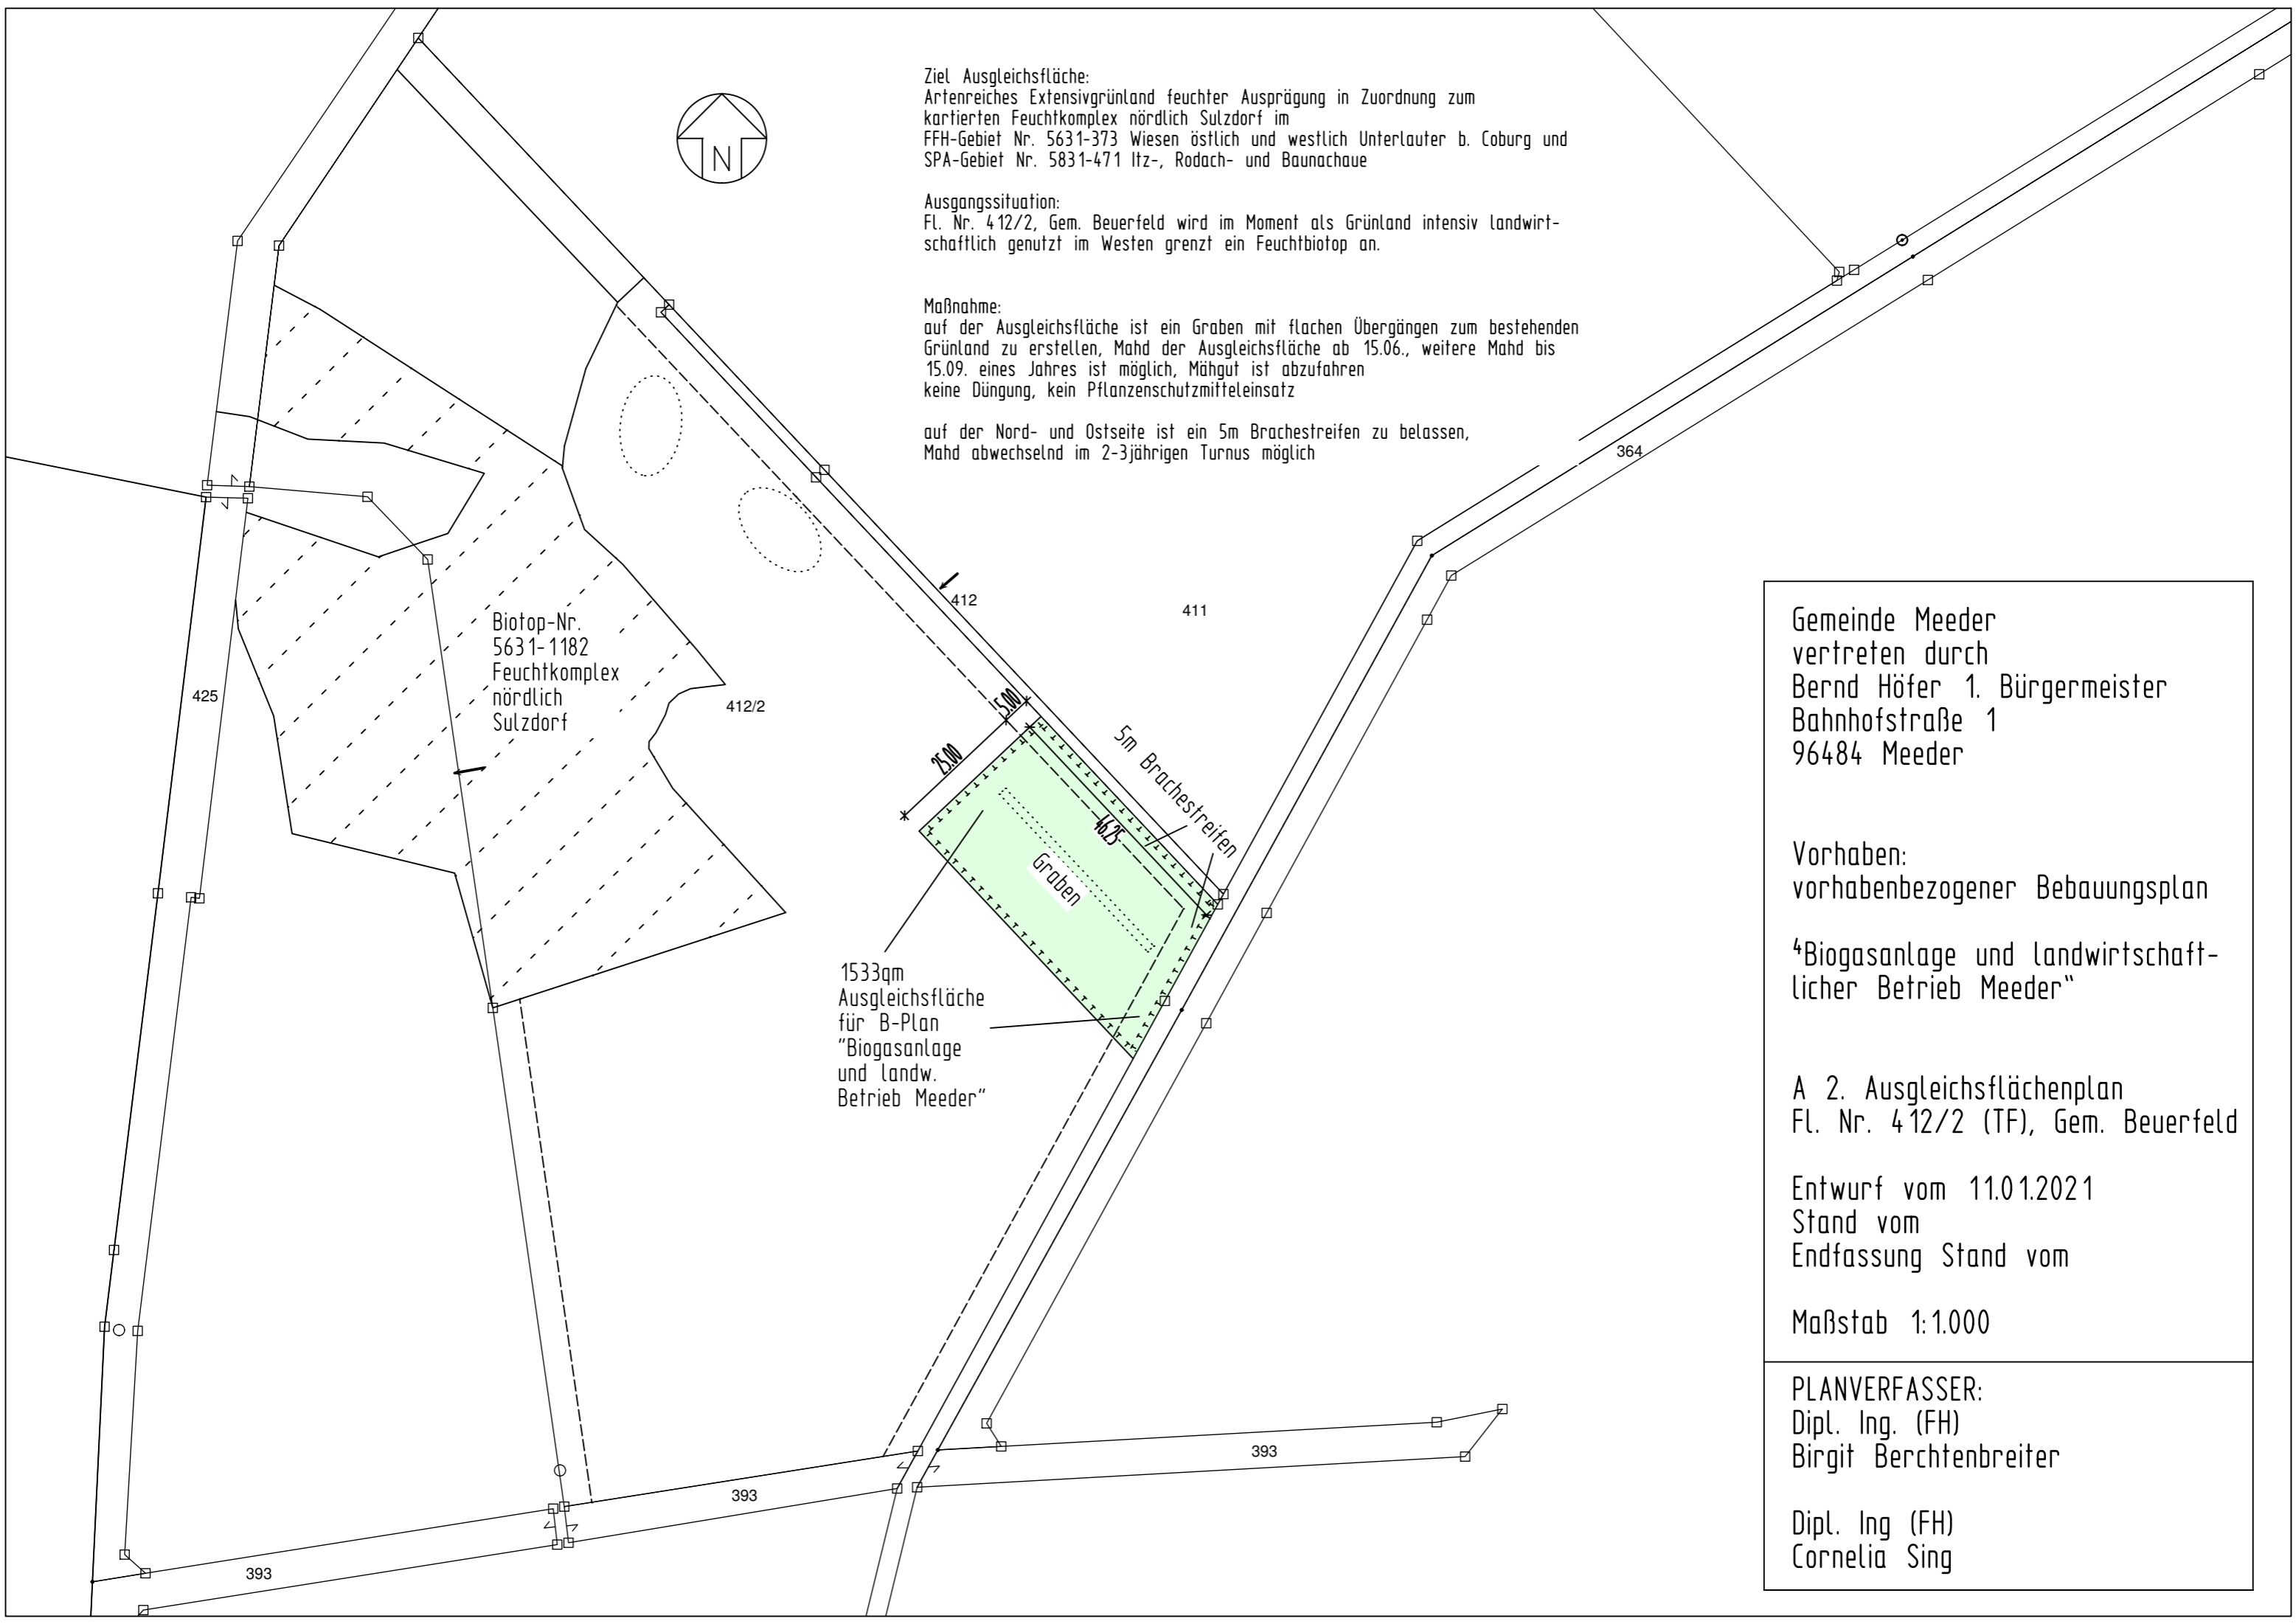 N
Ziel Ausgleichsfläche:
Artenreiches Extensivgrünland feuchter Ausprägung in Zuordnung zum
kartierten Feuchtkomplex nördlich Sulzdorf im
FFH-Gebiet Nr. 5631-373 Wiesen östlich und westlich Unterlauter b. Coburg und
SPA-Gebiet Nr. 5831-471 Itz-, Rodach- und Baunachaue
Ausgangssituation:
Fl. Nr. 412/2, Gem. Beuerfeld wird im Moment als Grünland intensiv landwirt-
schaftlich genutzt im Westen grenzt ein Feuchtbiotop an.
Maßnahme:
auf der Ausgleichsfläche ist ein Graben mit flachen Übergängen zum bestehenden
Grünland zu erstellen, Mahd der Ausgleichsfläche ab 15.06., weitere Mahd bis
15.09. eines Jahres ist möglich, Mähgut ist abzufahren
keine Düngung, kein Pflanzenschutzmitteleinsatz
auf der Nord- und Ostseite ist ein 5m Brachestreifen zu belassen,
Mahd abwechselnd im 2-3jährigen Turnus möglich
364
412
411
Biotop-Nr.
5631-1182
Feuchtkomplex
nördlich
Sulzdorf
425
412/2
5.00
25.00
5m Brachestreifen
46.25
Graben
1533qm
Ausgleichsfläche
für B-Plan
"Biogasanlage
und landw.
Betrieb Meeder"
393
393
393
Gemeinde Meeder
vertreten durch
Bernd Höfer 1. Bürgermeister
Bahnhofstraße 1
96484 Meeder
Vorhaben:
vorhabenbezogener Bebauungsplan
⁴Biogasanlage und landwirtschaft-
licher Betrieb Meeder“
A 2. Ausgleichsflächenplan
Fl. Nr. 412/2 (TF), Gem. Beuerfeld
Entwurf vom 11.01.2021
Stand vom
Endfassung Stand vom
Maßstab 1:1.000
PLANVERFASSER:
Dipl. Ing. (FH)
Birgit Berchtenbreiter
Dipl. Ing (FH)
Cornelia Sing